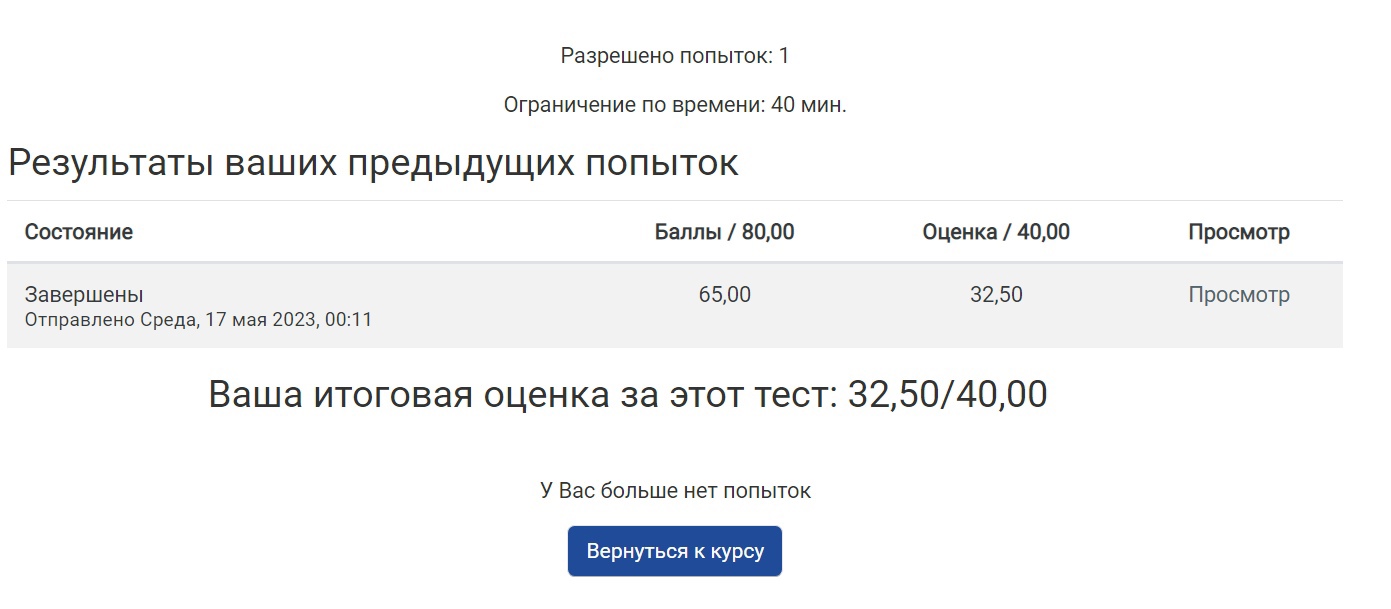 Разрешено попыток: 1
Ограничение по времени: 40 мин.
Результаты ваших предыдущих попыток
Состояние Баллы / 80,00 Оценка / 40,00 Просмотр
Завершены 65,00 32,50 Просмотр
Отправлено Среда, 17 мая 2023, 00:11
Ваша итоговая оценка за этот тест: 32,50/40,00
У Вас больше нет попыток
Вернуться к курсу